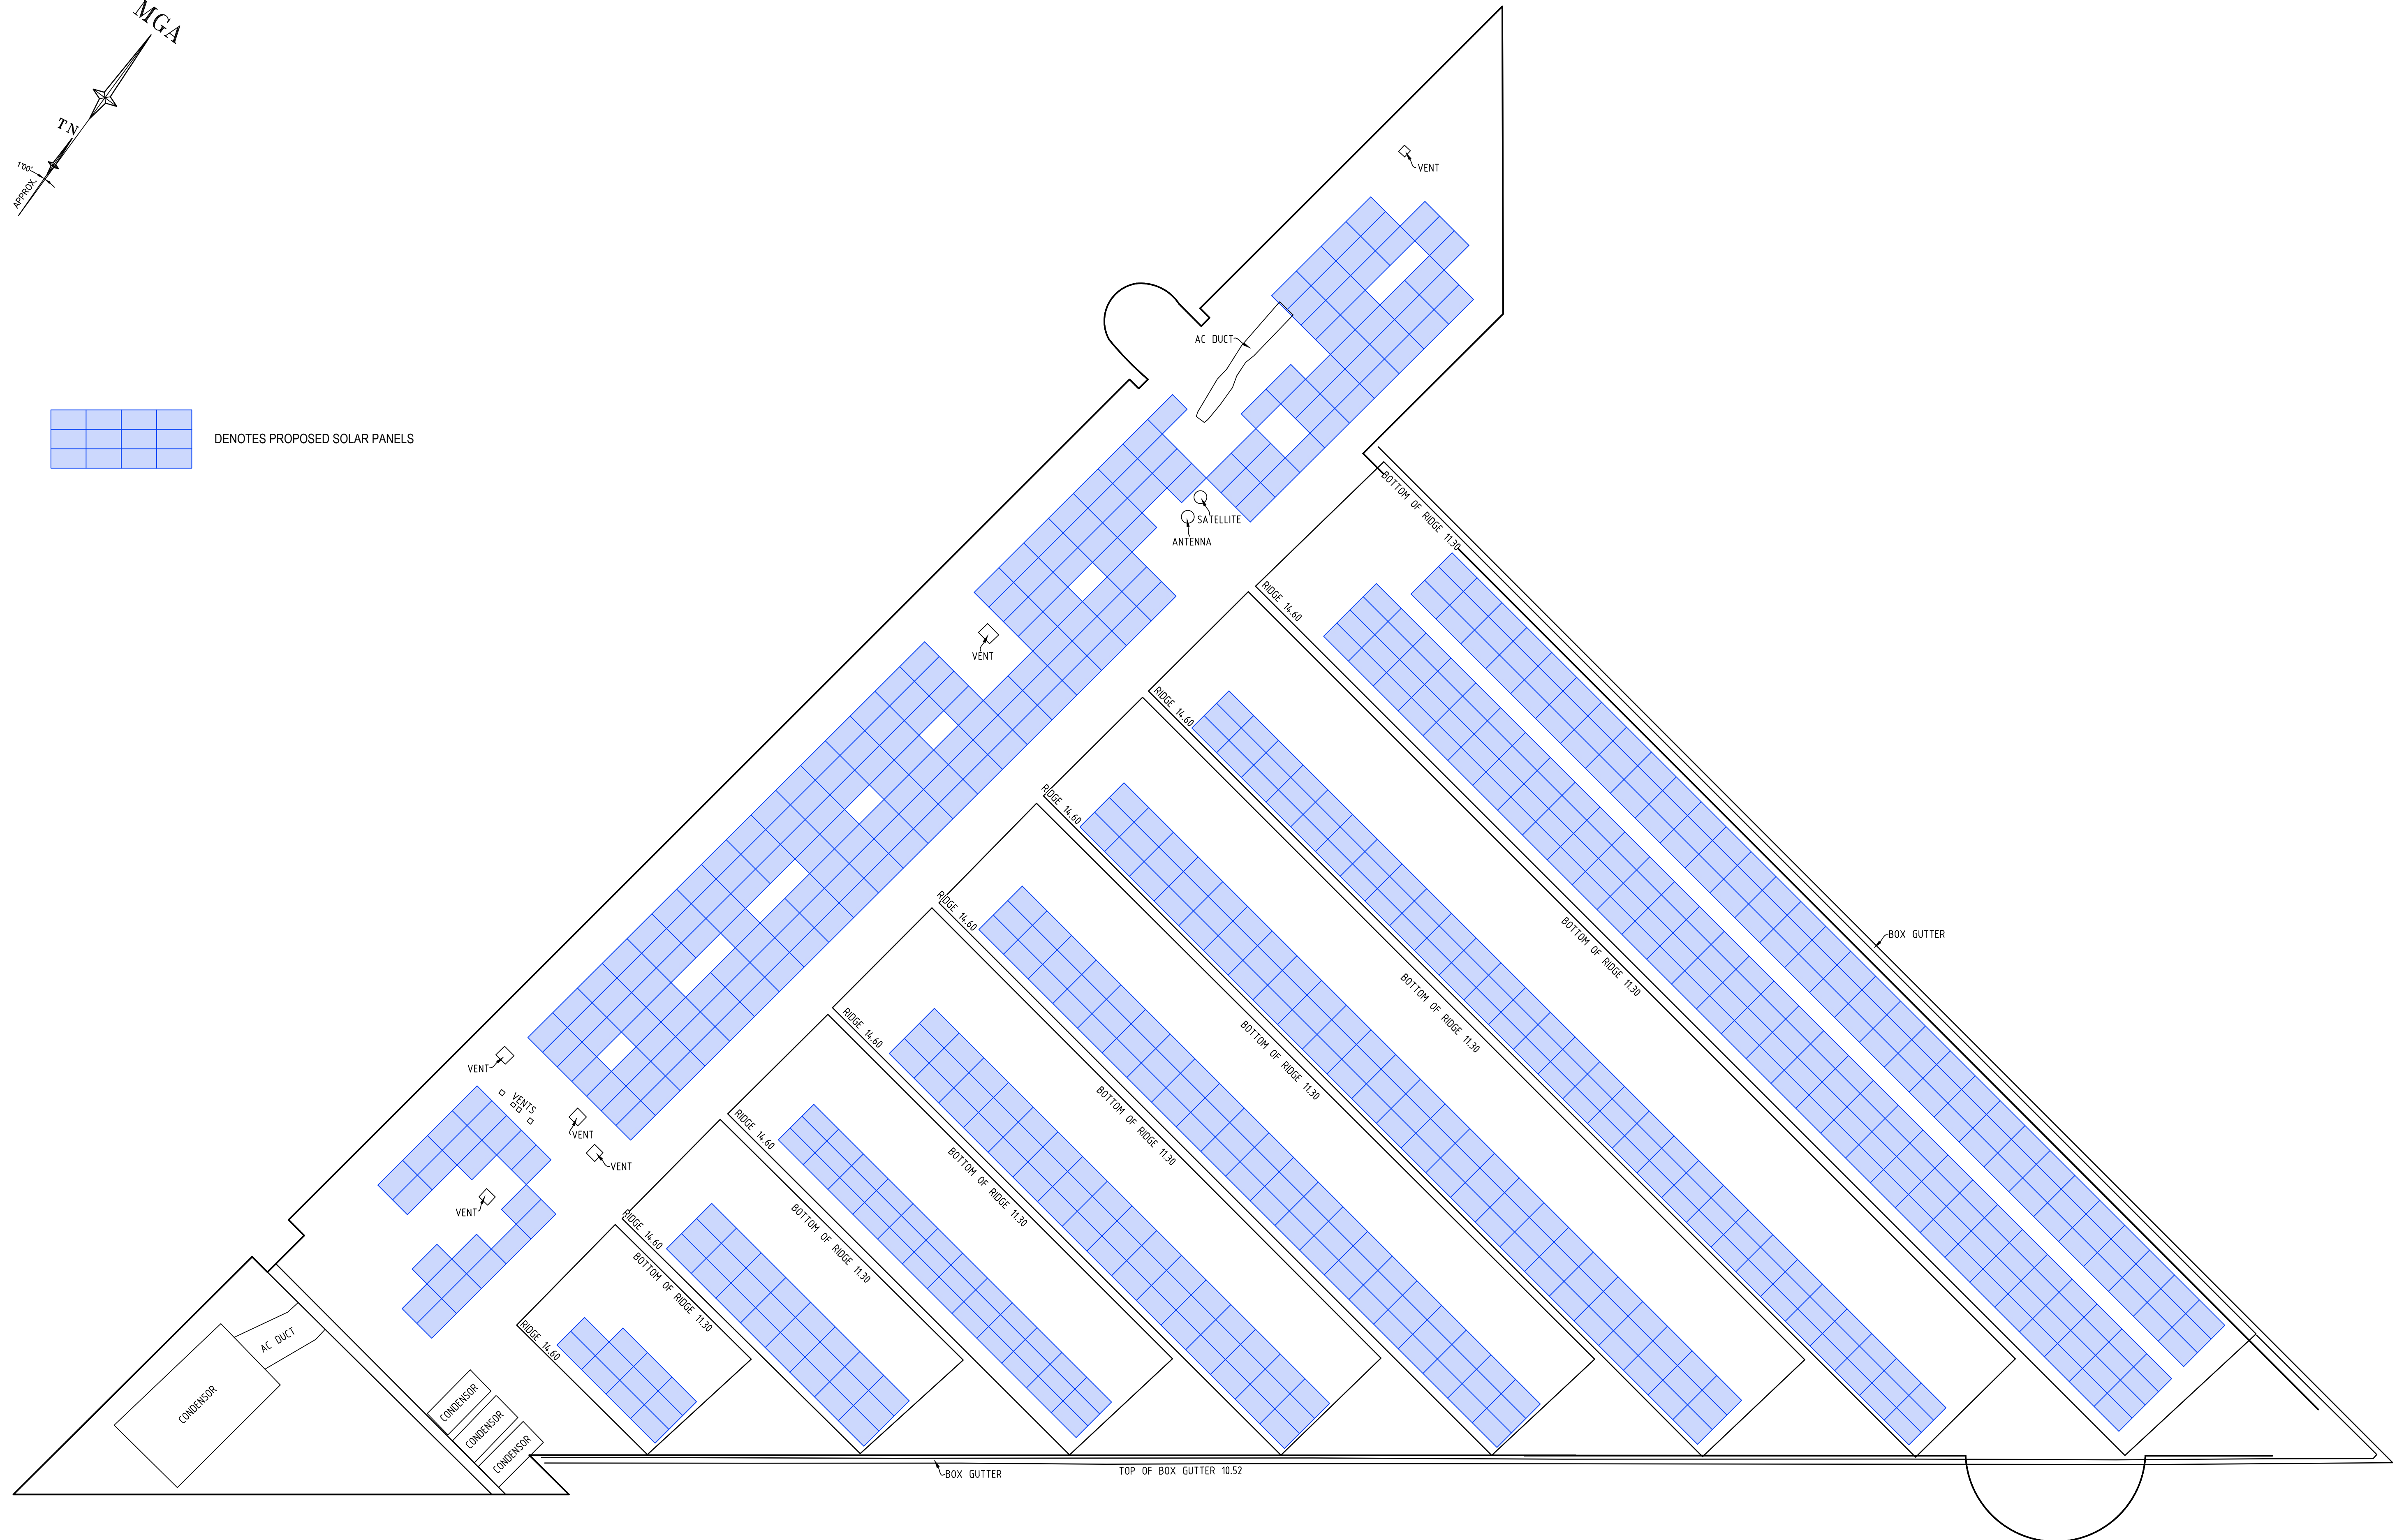 MGA
TN
1°00'
APPROX.
VENT
AC DUCT
DENOTES PROPOSED SOLAR PANELS
BOTTOM OF RIDGE 11.30
SATELLITE
ANTENNA
RIDGE 14.60
VENT
RIDGE 14.60
RIDGE 14.60
RIDGE 14.60
BOTTOM OF RIDGE 11.30
BOX GUTTER
BOTTOM OF RIDGE 11.30
RIDGE 14.60
BOTTOM OF RIDGE 11.30
VENT
VENTS
BOTTOM OF RIDGE 11.30
RIDGE 14.60
VENT
BOTTOM OF RIDGE 11.30
VENT
VENT
RIDGE 14.60
BOTTOM OF RIDGE 11.30
BOTTOM OF RIDGE 11.30
RIDGE 14.60
AC DUCT
CONDENSOR
CONDENSOR
CONDENSOR
CONDENSOR
BOX GUTTER
TOP OF BOX GUTTER 10.52